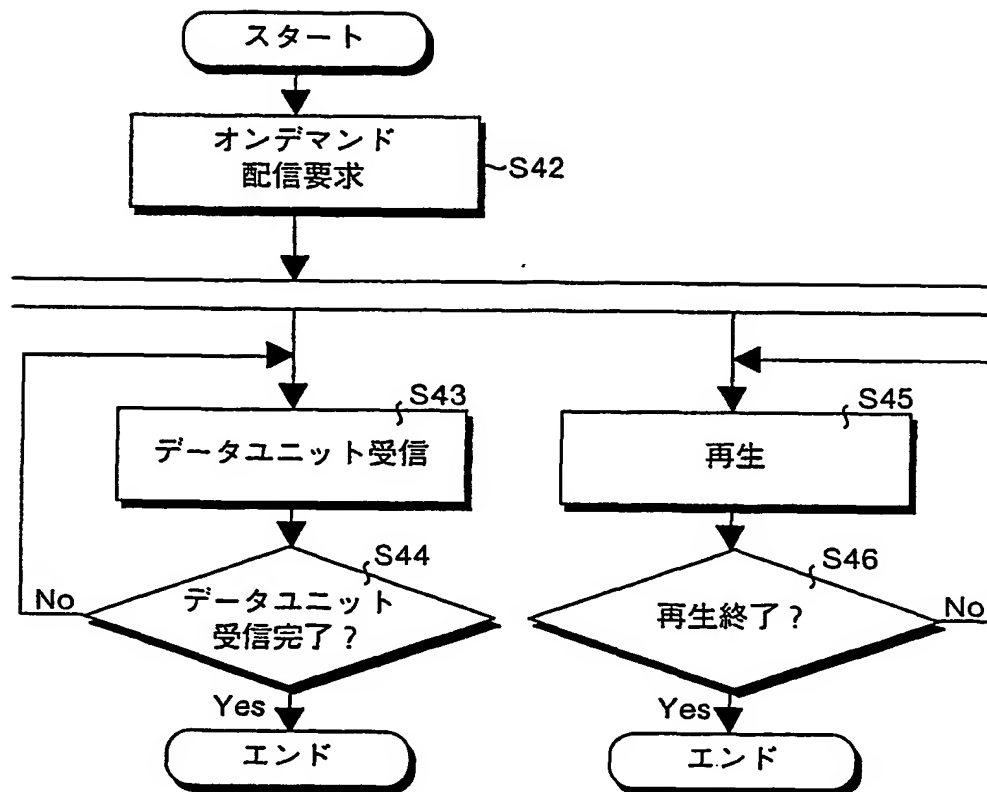 スタート
オンデマンド
配信要求
S42
S43
データユニット受信
S44
データユニット
受信完了?
No
Yes
エンド
S45
再生
S46
再生終了?
No
Yes
エンド